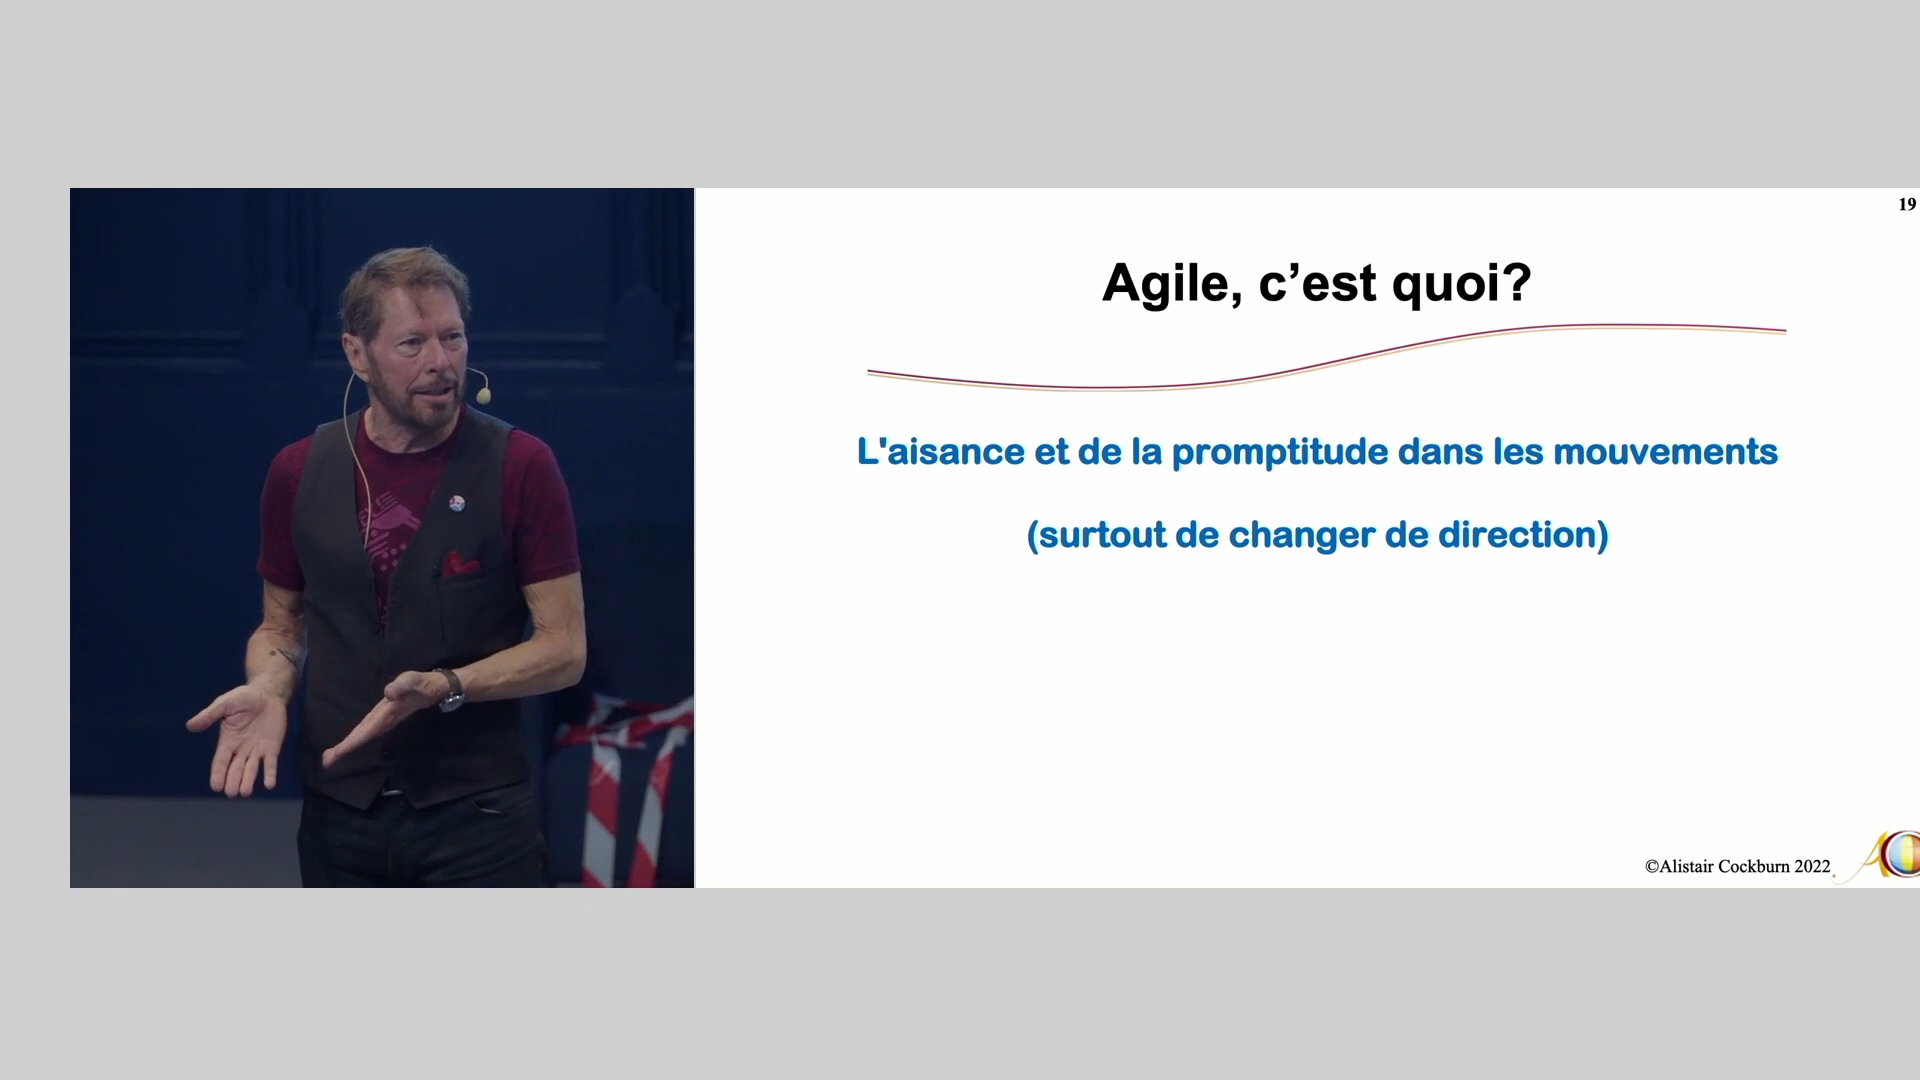 19
Agile, c’est quoi?
L'aisance et de la promptitude dans les mouvements
(surtout de changer de direction)
©Alistair Cockburn 2022